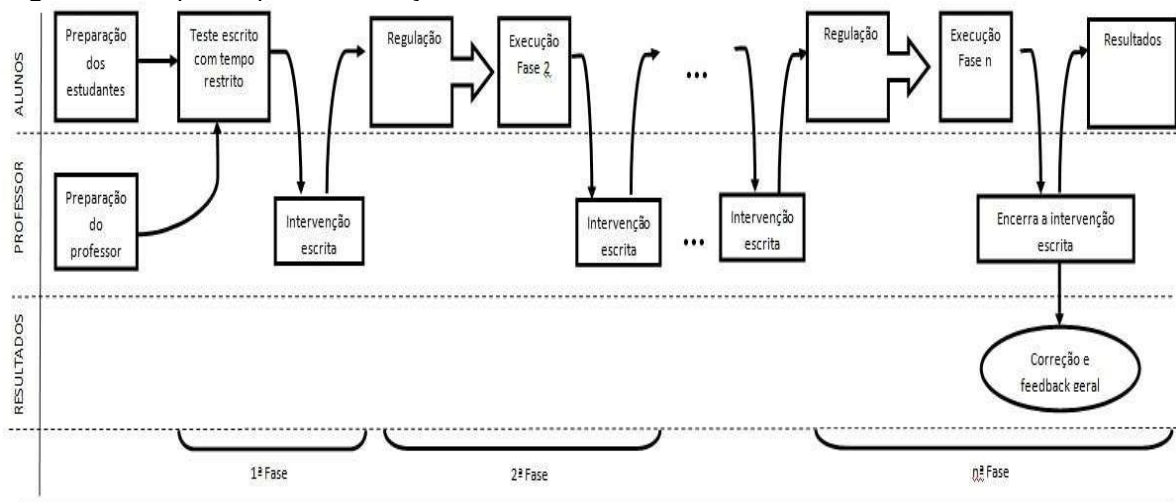 ALUNOS
Preparação
dos
estudantes
Teste escrito
com tempo
restrito
Regulação
Execução
Fase 2
...
Regulação
Execução
Fase n
Resultados
PROFESSOR
Preparação
do
professor
Intervenção
escrita
Intervenção
escrita
...
Intervenção
escrita
Encerra a intervenção
escrita
RESULTADOS
Correção e
feedback geral
1ª Fase
2ª Fase
nª Fase